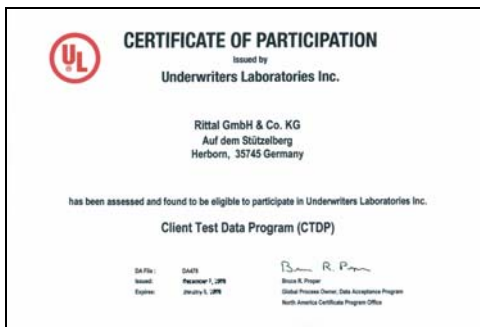 UL
CERTIFICATE OF PARTICIPATION
Issued by
Underwriters Laboratories Inc.
Rittal GmbH & Co. KG
Auf dem Stützelberg
Herborn, 35745 Germany
has been assessed and found to be eligible to participate in Underwriters Laboratories Inc.
Client Test Data Program (CTDP)
DA File :
Issued:
Expires:
Bruce R. Proper
Global Process Owner, Data Acceptance Program
North America Certificate Program Office